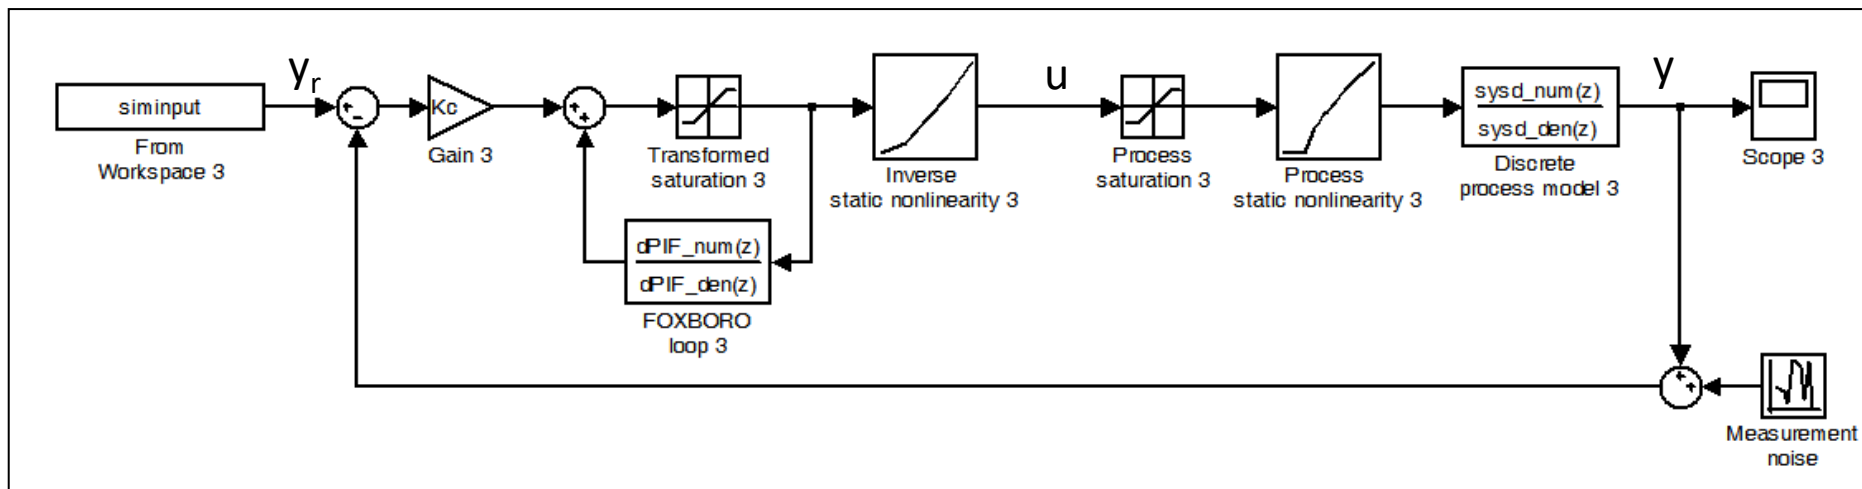 siminput
From
Workspace 3
yr
Kc
Gain 3
Transformed
saturation 3
dPIF_num(z)
dPIF_den(z)
FOXBORO
loop 3
Inverse
static nonlinearity 3
u
Process
saturation 3
Process
static nonlinearity 3
sysd_num(z)
sysd_den(z)
Discrete
process model 3
y
Scope 3
Measurement
noise